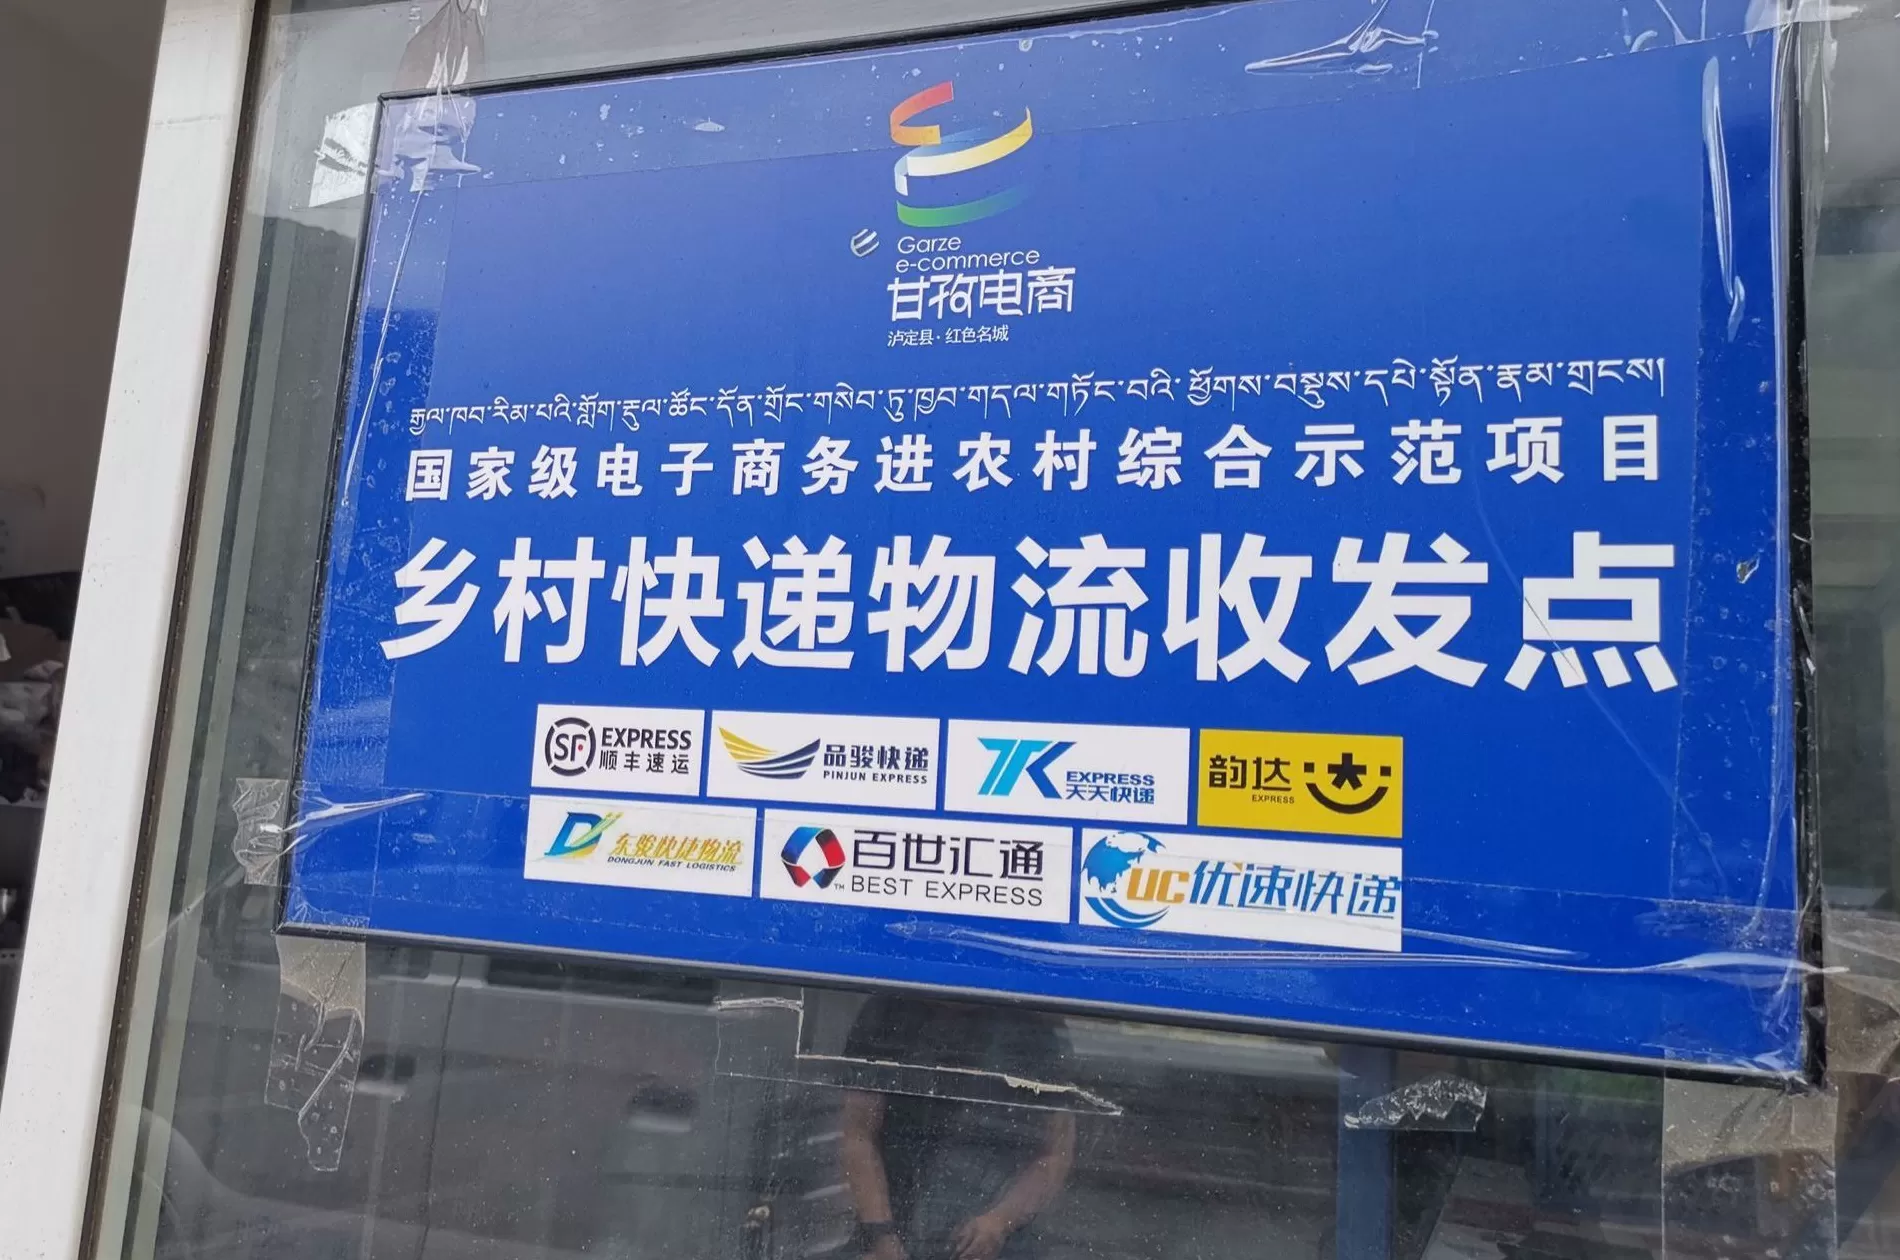 Garze
e-commerce
甘孜电商
泸定县·红色名城
རྒྱལ་ཁབ་རིམ་པའི་གློག་རྡུལ་ཚོང་དོན་གྲོང་གསེབ་ཏུ་ཁྱབ་གདལ་གཏོང་བའི་ཕྱོགས་བསྡུས་དཔེ་སྟོན་རྣམ་གྲངས།
国家级电子商务进农村综合示范项目
乡村快递物流收发点
SF EXPRESS
顺丰速运
品骏快递
PINJUN EXPRESS
TK EXPRESS
天天快递
韵达
EXPRESS
东骏快捷物流
DONGJUN FAST LOGISTICS
百世汇通
™ BEST EXPRESS
UC优速快递